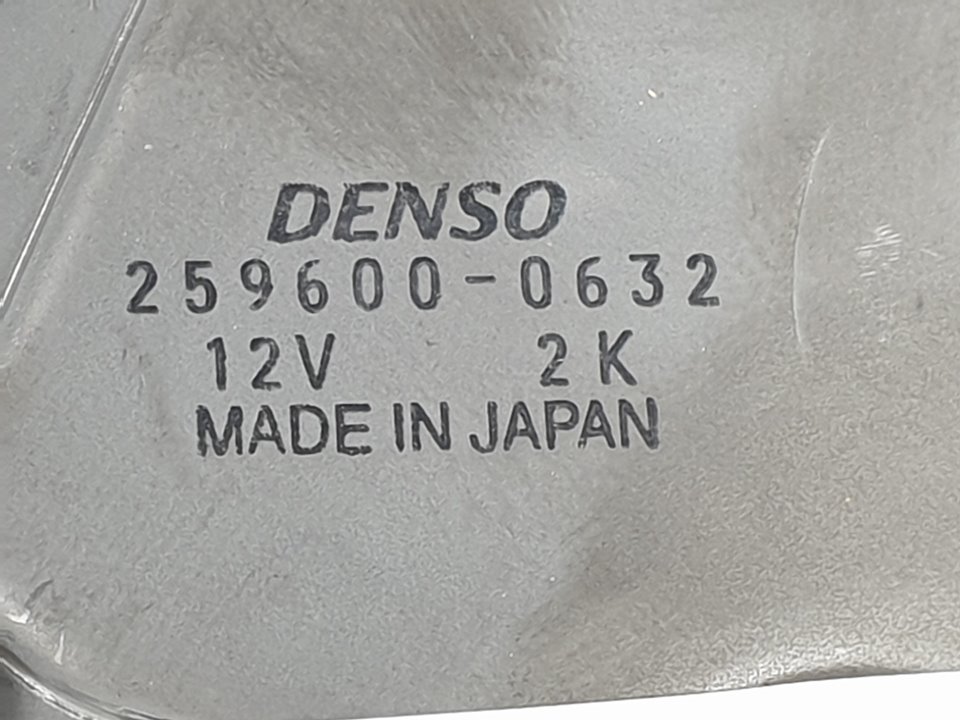 DENSO
259600-0632
12V 2K
MADE IN JAPAN